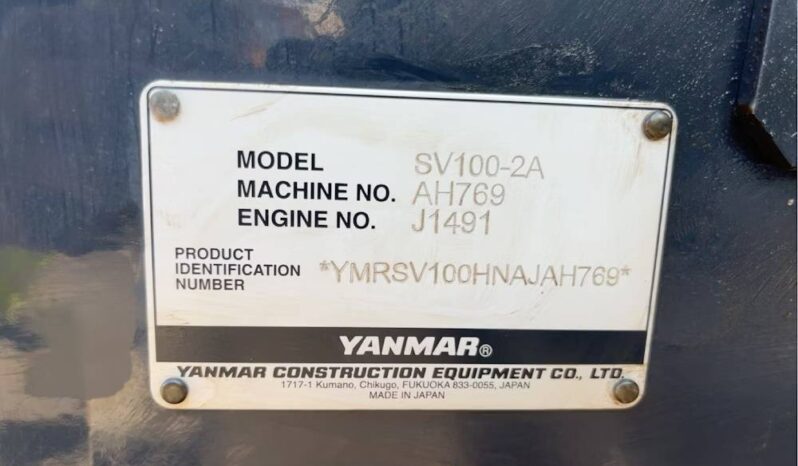 MODEL SV100-2A
MACHINE NO. AH769
ENGINE NO. J1491
PRODUCT
IDENTIFICATION
NUMBER
*YMRSV100HNAJAH769*
YANMAR®
YANMAR CONSTRUCTION EQUIPMENT CO., LTD.
1717-1 Kumano, Chikugo, FUKUOKA 833-0055, JAPAN
MADE IN JAPAN